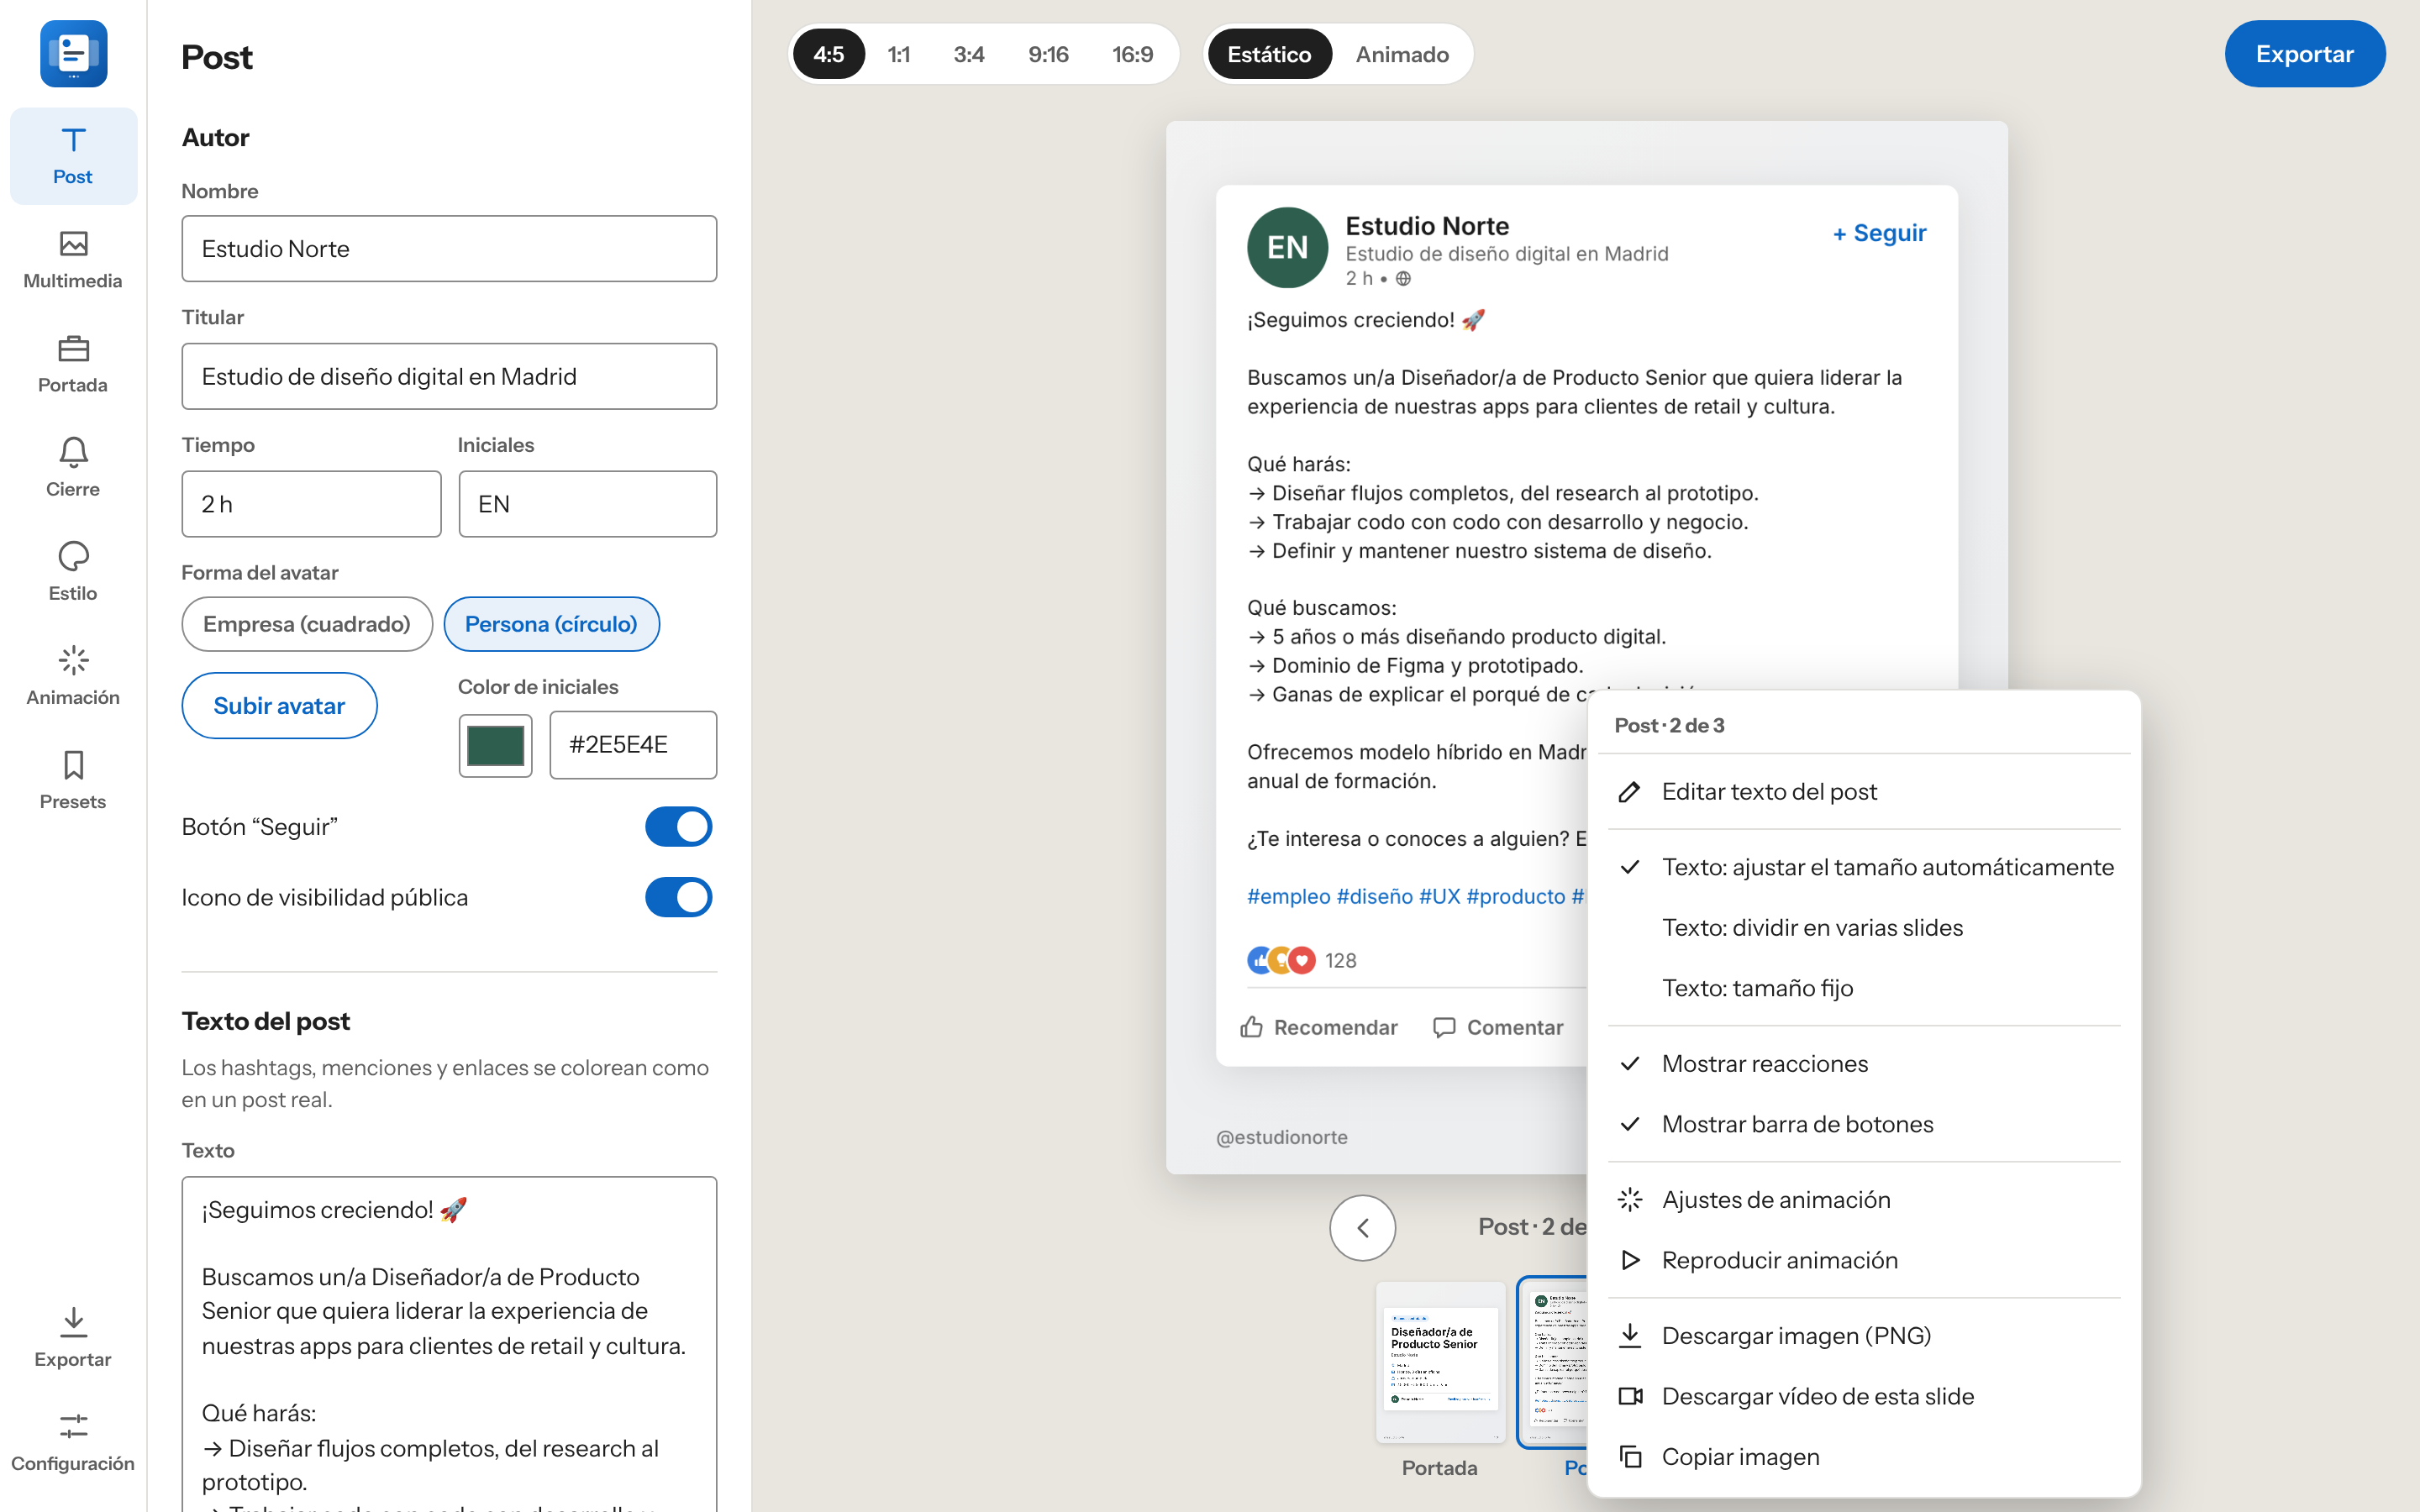 Post
Multimedia
Portada
Cierre
Estilo
Animación
Presets
Exportar
Configuración
Post
Autor
Nombre
Estudio Norte
Titular
Estudio de diseño digital en Madrid
Tiempo
Iniciales
2 h
EN
Forma del avatar
Empresa (cuadrado)
Persona (círculo)
Subir avatar
Color de iniciales
#2E5E4E
Botón “Seguir”
Icono de visibilidad pública
Texto del post
Los hashtags, menciones y enlaces se colorean como
en un post real.
Texto
¡Seguimos creciendo! 🚀
Buscamos un/a Diseñador/a de Producto
Senior que quiera liderar la experiencia de
nuestras apps para clientes de retail y cultura.
Qué harás:
→ Diseñar flujos completos, del research al
prototipo.
4:5
1:1
3:4
9:16
16:9
Estático
Animado
Exportar
EN
Estudio Norte
Estudio de diseño digital en Madrid
2 h •
+ Seguir
¡Seguimos creciendo! 🚀
Buscamos un/a Diseñador/a de Producto Senior que quiera liderar la
experiencia de nuestras apps para clientes de retail y cultura.
Qué harás:
→ Diseñar flujos completos, del research al prototipo.
→ Trabajar codo con codo con desarrollo y negocio.
→ Definir y mantener nuestro sistema de diseño.
Qué buscamos:
→ 5 años o más diseñando producto digital.
→ Dominio de Figma y prototipado.
→ Ganas de explicar el porqué de
Ofrecemos modelo híbrido en
anual de formación.
¿Te interesa o conoces a alguien?
#empleo #diseño #UX #producto
128
Recomendar
Comentar
@estudionorte
Post · 2 de
Diseñador/a de
Producto Senior
Portada
Post · 2 de 3
Editar texto del post
Texto: ajustar el tamaño automáticamente
Texto: dividir en varias slides
Texto: tamaño fijo
Mostrar reacciones
Mostrar barra de botones
Ajustes de animación
Reproducir animación
Descargar imagen (PNG)
Descargar vídeo de esta slide
Copiar imagen